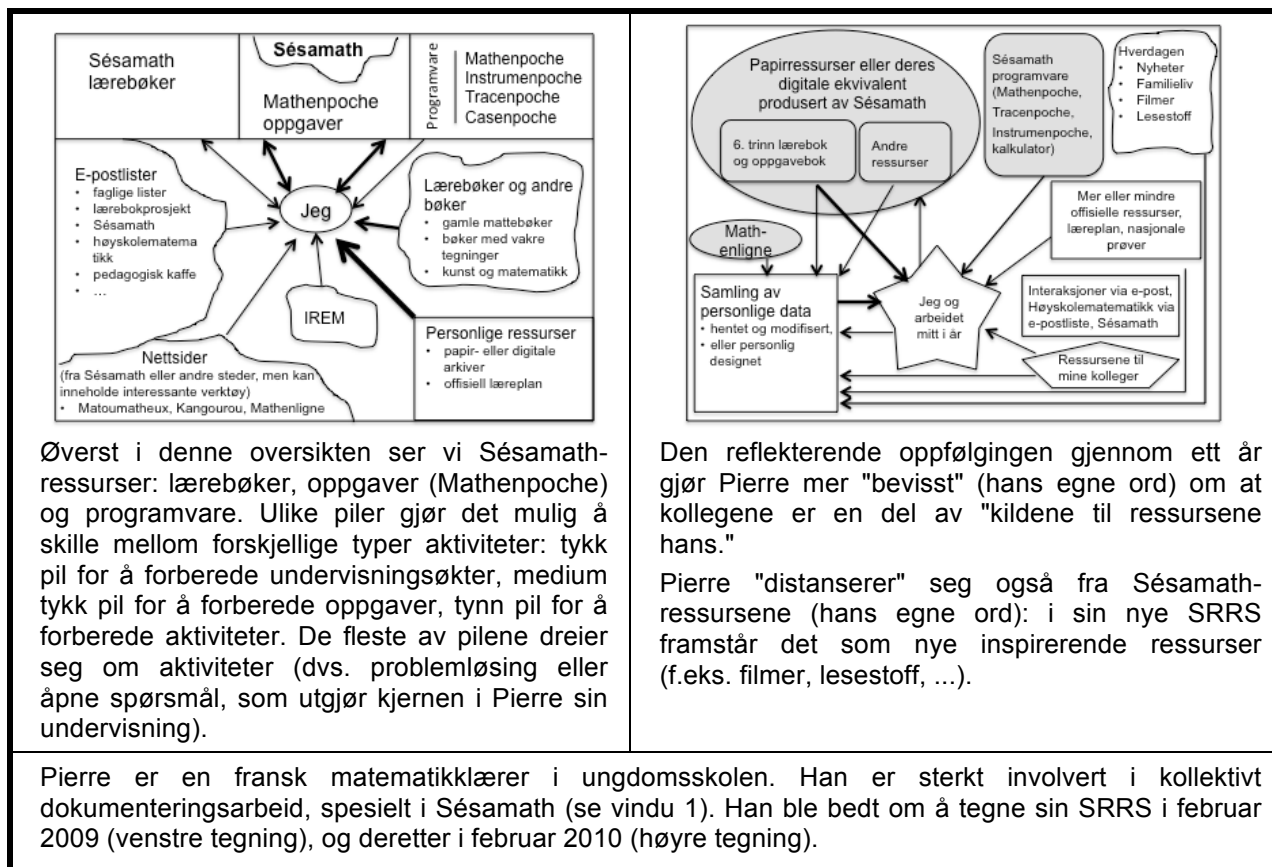 Sésamath
lærebøker
Sésamath
Mathenpoche
oppgaver
Programvare
Mathenpoche
Instrumenpoche
Tracenpoche
Casenpoche
E-postlister
• faglige lister
• lærebokprosjekt
• Sésamath
• høyskolematema
tikk
• pedagogisk kaffe
• ...
Jeg
Lærebøker og andre
bøker
• gamle mattebøker
• bøker med vakre
tegninger
• kunst og matematikk
IREM
Nettsider
(fra Sésamath eller andre steder, men kan
inneholde interessante verktøy)
• Matoumatheux, Kangourou, Mathenligne
Personlige ressurser
• papir- eller digitale
arkiver
• offisiell læreplan
Øverst i denne oversikten ser vi Sésamath-
ressurser: lærebøker, oppgaver (Mathenpoche)
og programvare. Ulike piler gjør det mulig å
skille mellom forskjellige typer aktiviteter: tykk
pil for å forberede undervisningsøkter, medium
tykk pil for å forberede oppgaver, tynn pil for å
forberede aktiviteter. De fleste av pilene dreier
seg om aktiviteter (dvs. problemløsing eller
åpne spørsmål, som utgjør kjernen i Pierre sin
undervisning).
Papirressurser eller deres
digitale ekvivalent
produsert av Sésamath
6. trinn lærebok
og oppgavebok
Andre
ressurser
Sésamath
programvare
(Mathenpoche,
Tracenpoche,
Instrumenpoche,
kalkulator)
Hverdagen
• Nyheter
• Familieliv
• Filmer
• Lesestoff
Math-
enligne
Mer eller mindre
offisielle ressurser,
læreplan, nasjonale
prøver
Samling av
personlige data
• hentet og modifisert,
• eller personlig
designet
Jeg og
arbeidet
mitt i år
Interaksjoner via e-post,
Høyskolematematikk via
e-postliste, Sésamath
Ressursene til
mine kolleger
Den reflekterende oppfølgingen gjennom ett år
gjør Pierre mer "bevisst" (hans egne ord) om at
kollegene er en del av "kildene til ressursene
hans."
Pierre "distanserer" seg også fra Sésamath-
ressursene (hans egne ord): i sin nye SRRS
framstår det som nye inspirerende ressurser
(f.eks. filmer, lesestoff, ...).
Pierre er en fransk matematikklærer i ungdomsskolen. Han er sterkt involvert i kollektivt
dokumenteringsarbeid, spesielt i Sésamath (se vindu 1). Han ble bedt om å tegne sin SRRS i februar
2009 (venstre tegning), og deretter i februar 2010 (høyre tegning).